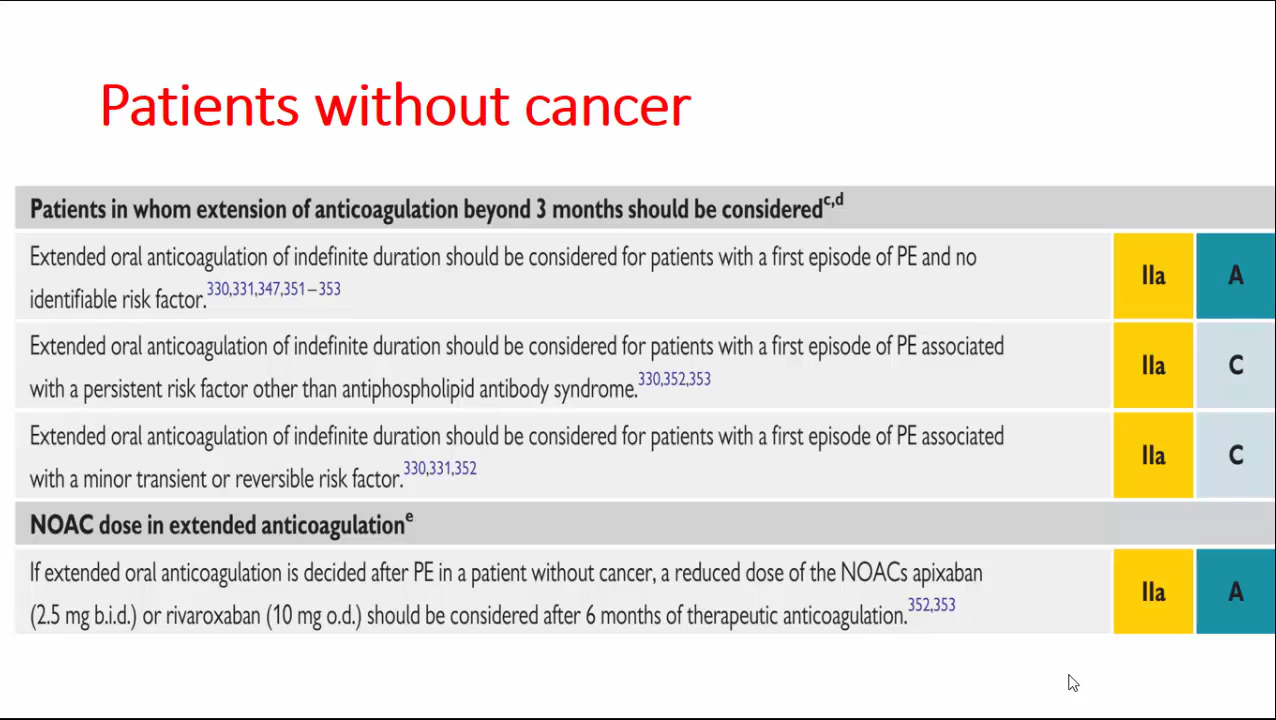 Patients without cancer
Patients in whom extension of anticoagulation beyond 3 months should be considered^c,d
Extended oral anticoagulation of indefinite duration should be considered for patients with a first episode of PE and no
identifiable risk factor.^330,331,347,351–353
IIa
A
Extended oral anticoagulation of indefinite duration should be considered for patients with a first episode of PE associated
with a persistent risk factor other than antiphospholipid antibody syndrome.^330,352,353
IIa
C
Extended oral anticoagulation of indefinite duration should be considered for patients with a first episode of PE associated
with a minor transient or reversible risk factor.^330,331,352
IIa
C
NOAC dose in extended anticoagulation^e
If extended oral anticoagulation is decided after PE in a patient without cancer, a reduced dose of the NOACs apixaban
(2.5 mg b.i.d.) or rivaroxaban (10 mg o.d.) should be considered after 6 months of therapeutic anticoagulation.^352,353
IIa
A